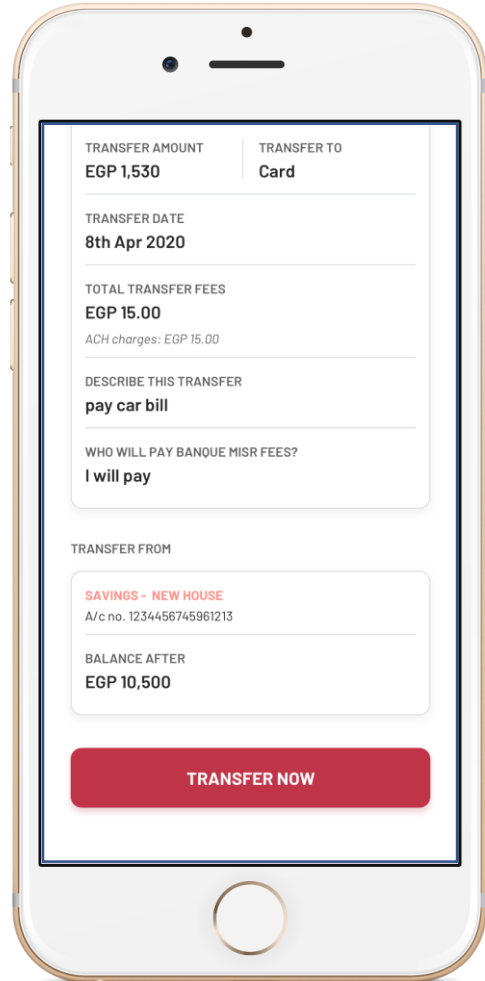 TRANSFER AMOUNT TRANSFER TO
EGP 1,530 Card
TRANSFER DATE
8th Apr 2020
TOTAL TRANSFER FEES
EGP 15.00
ACH charges: EGP 15.00
DESCRIBE THIS TRANSFER
pay car bill
WHO WILL PAY BANQUE MISR FEES?
I will pay
TRANSFER FROM
SAVINGS - NEW HOUSE
A/c no. 1234456745961213
BALANCE AFTER
EGP 10,500
TRANSFER NOW